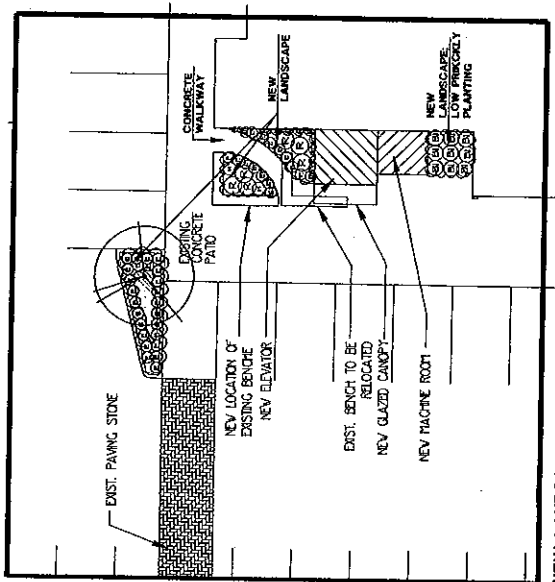 EXIST. PAVING STONE
EXISTING
CONCRETE
PATIO
CONCRETE
WALKWAY
NEW
LANDSCAPE
NEW LOCATION OF
EXISTING BENCHE
NEW ELEVATOR
EXIST. BENCH TO BE
RELOCATED
NEW GLAZED CANOPY
NEW MACHINE ROOM
NEW
LANDSCAPE:
LOW PRIKCKLY
PLANTING